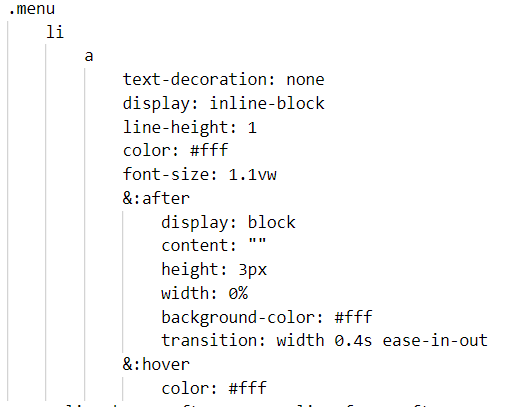 .menu
li
a
text-decoration: none
display: inline-block
line-height: 1
color: #fff
font-size: 1.1vw
&:after
display: block
content: ""
height: 3px
width: 0%
background-color: #fff
transition: width 0.4s ease-in-out
&:hover
color: #fff